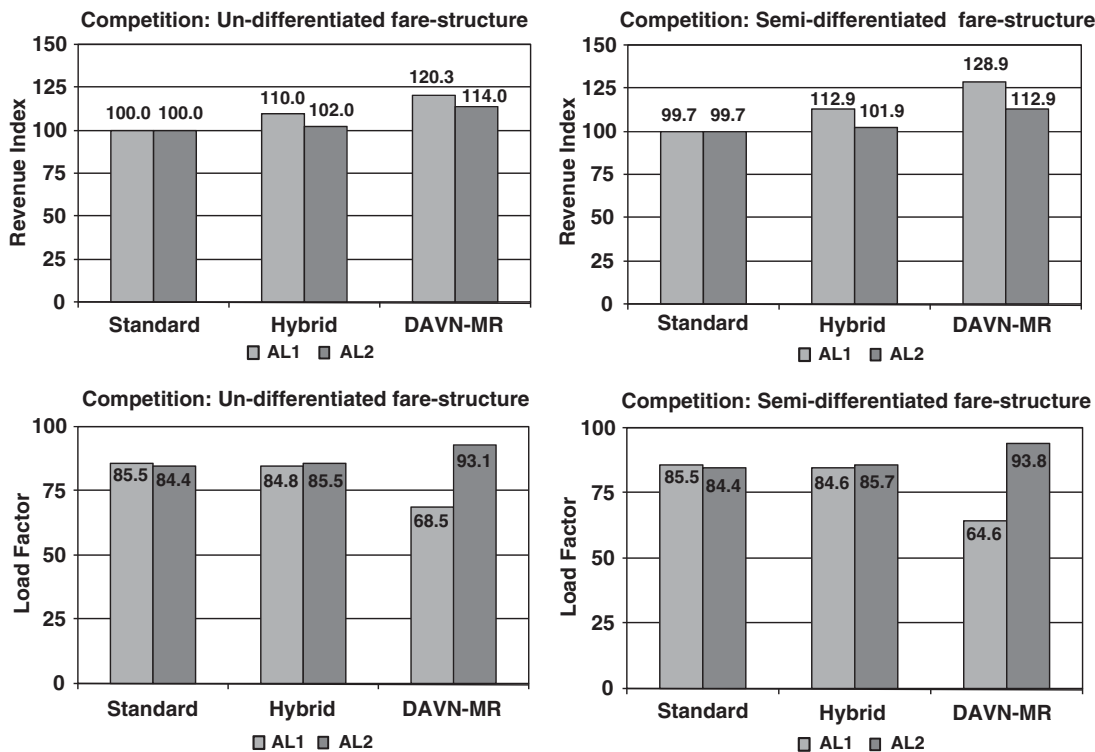 Competition: Un-differentiated fare-structure
150
125
100
75
50
25
0
Revenue Index
100.0 100.0
110.0
102.0
120.3
114.0
Standard
Hybrid
DAVN-MR
AL1 AL2
Competition: Semi-differentiated fare-structure
150
125
100
75
50
25
0
Revenue Index
99.7 99.7
112.9
101.9
128.9
112.9
Standard
Hybrid
DAVN-MR
AL1 AL2
Competition: Un-differentiated fare-structure
100
75
50
25
0
Load Factor
85.5
84.4
84.8
85.5
68.5
93.1
Standard
Hybrid
DAVN-MR
AL1 AL2
Competition: Semi-differentiated fare-structure
100
75
50
25
0
Load Factor
85.5
84.4
84.6
85.7
64.6
93.8
Standard
Hybrid
DAVN-MR
AL1 AL2